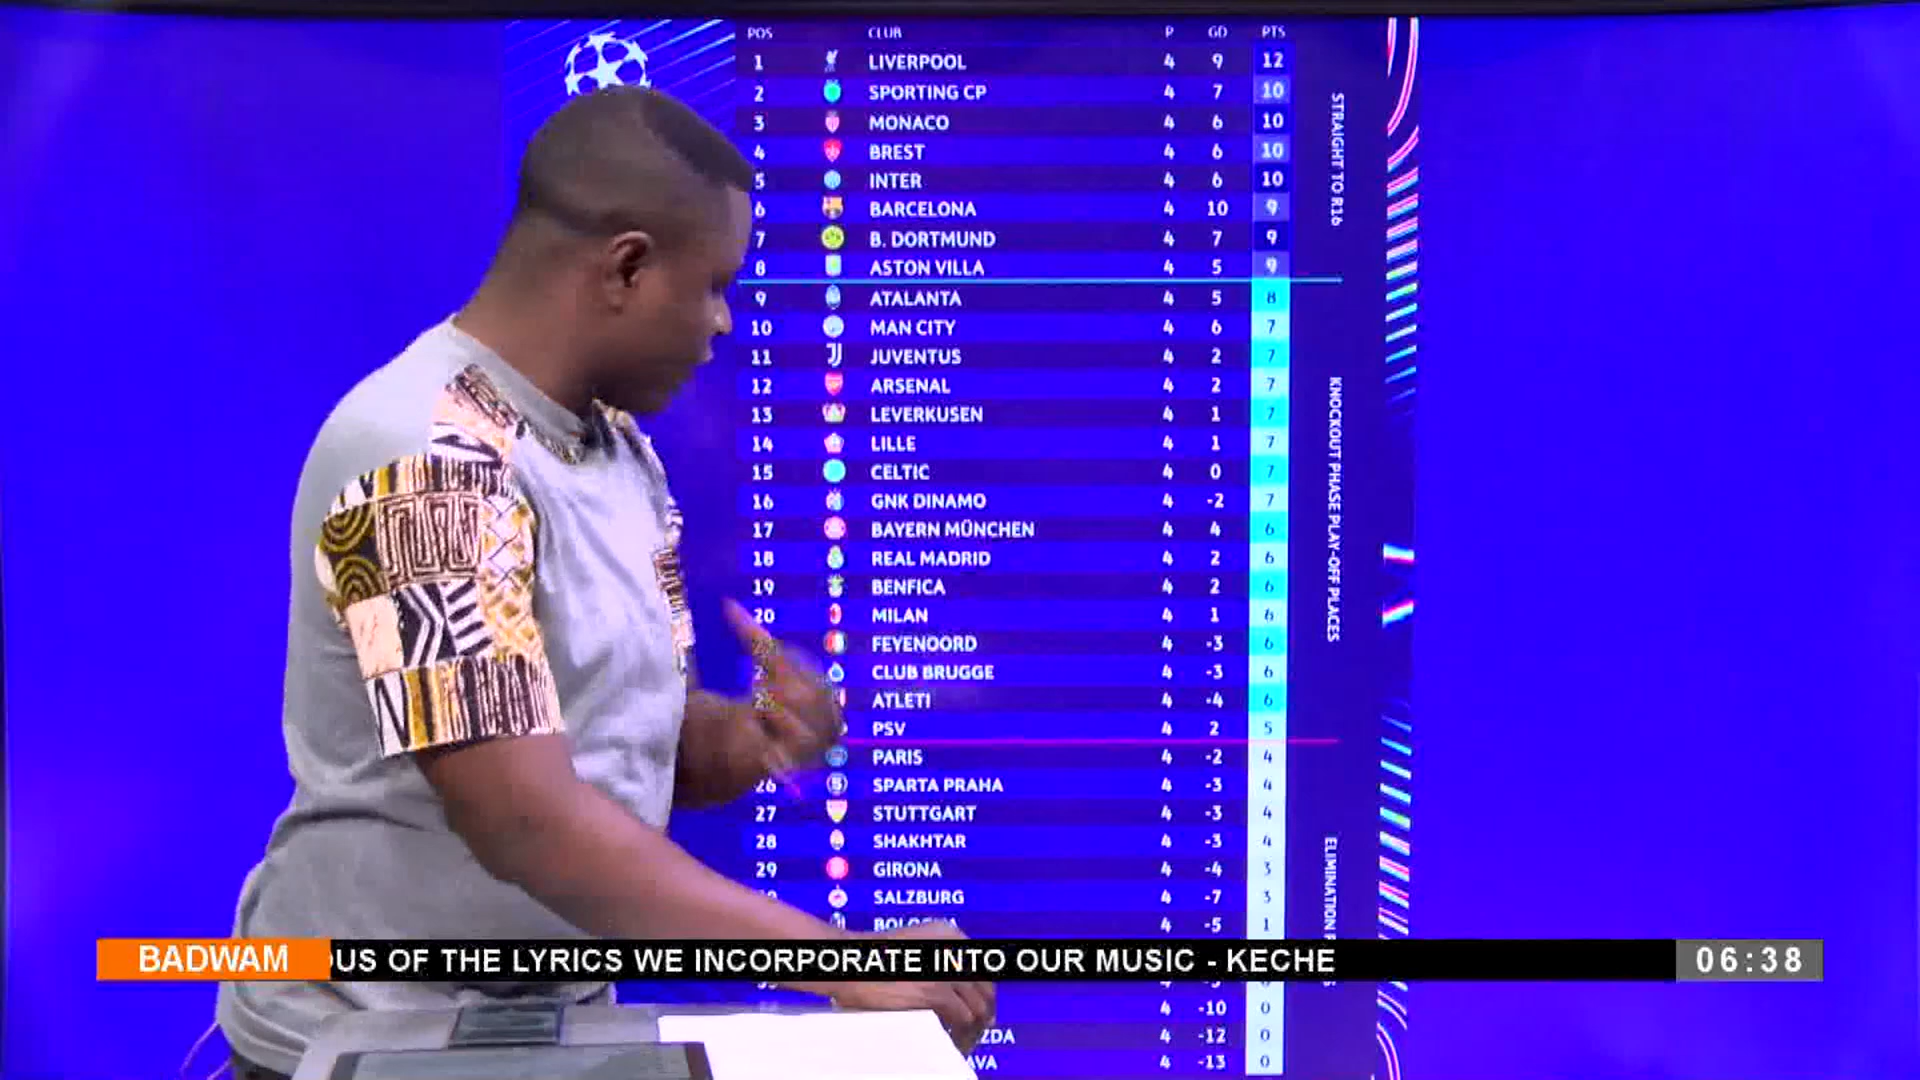 POS CLUB P GD PTS
1 LIVERPOOL 4 9 12
2 SPORTING CP 4 7 10
3 MONACO 4 6 10
4 BREST 4 6 10
5 INTER 4 6 10
6 BARCELONA 4 10 9
7 B. DORTMUND 4 7 9
8 ASTON VILLA 4 5 9
STRAIGHT TO R16
9 ATALANTA 4 5 8
10 MAN CITY 4 6 7
11 JUVENTUS 4 2 7
12 ARSENAL 4 2 7
13 LEVERKUSEN 4 1 7
14 LILLE 4 1 7
15 CELTIC 4 0 7
16 GNK DINAMO 4 -2 7
17 BAYERN MÜNCHEN 4 4 6
18 REAL MADRID 4 2 6
19 BENFICA 4 2 6
20 MILAN 4 1 6
FEYENOORD 4 -3 6
CLUB BRUGGE 4 -3 6
ATLETI 4 -4 6
PSV 4 2 5
KNOCKOUT PHASE PLAY-OFF PLACES
PARIS 4 -2 4
26 SPARTA PRAHA 4 -3 4
27 STUTTGART 4 -3 4
28 SHAKHTAR 4 -3 4
29 GIRONA 4 -4 3
SALZBURG 4 -7 3
4 -5 1
ELIMINATION
BADWAM US OF THE LYRICS WE INCORPORATE INTO OUR MUSIC - KECHE 06:38
4 -10 0
ZDA 4 -12 0
AVA 4 -13 0